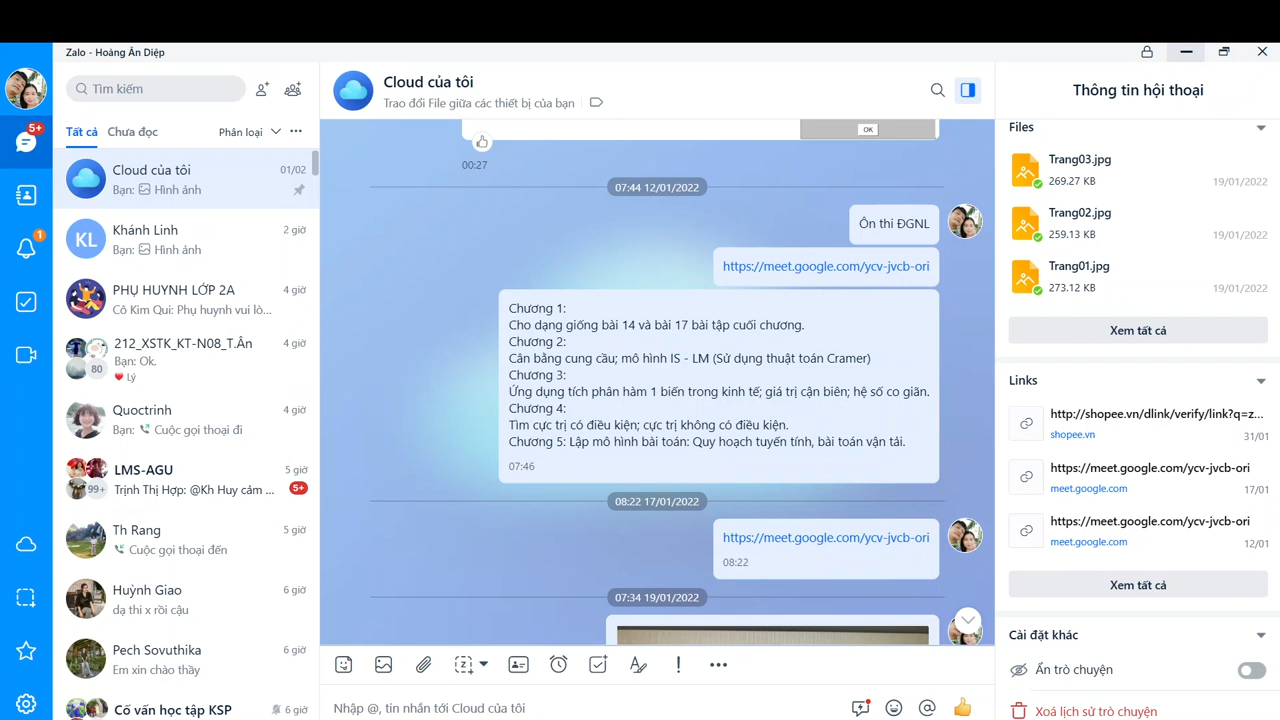 Zalo - Hoàng Ân Diệp
5+
1
Tìm kiếm
Tất cả
Chưa đọc
Phân loại
Cloud của tôi
01/02
Bạn: Hình ảnh
KL
Khánh Linh
2 giờ
Bạn: Hình ảnh
PHỤ HUYNH LỚP 2A
4 giờ
Cô Kim Qui: Phụ huynh vui lò...
212_XSTK_KT-N08_T.Ân
4 giờ
80
Bạn: Ok.
Lý
Quoctrinh
4 giờ
Bạn: Cuộc gọi thoại đi
LMS-AGU
5 giờ
99+
Trịnh Thị Hợp: @Kh Huy cảm ...
5+
Th Rang
5 giờ
Cuộc gọi thoại đến
Huỳnh Giao
6 giờ
dạ thi x rồi cậu
Pech Sovuthika
6 giờ
Em xin chào thầy
Cố vấn học tập KSP
6 giờ
Cloud của tôi
Trao đổi File giữa các thiết bị của bạn
OK
00:27
07:44 12/01/2022
Ôn thi ĐGNL
https://meet.google.com/ycv-jvcb-ori
Chương 1:
Cho dạng giống bài 14 và bài 17 bài tập cuối chương.
Chương 2:
Cân bằng cung cầu; mô hình IS - LM (Sử dụng thuật toán Cramer)
Chương 3:
Ứng dụng tích phân hàm 1 biến trong kinh tế; giá trị cận biên; hệ số co giãn.
Chương 4:
Tìm cực trị có điều kiện; cực trị không có điều kiện.
Chương 5: Lập mô hình bài toán: Quy hoạch tuyến tính, bài toán vận tải.
07:46
08:22 17/01/2022
https://meet.google.com/ycv-jvcb-ori
08:22
07:34 19/01/2022
Nhập @, tin nhắn tới Cloud của tôi
Thông tin hội thoại
Files
Trang03.jpg
269.27 KB
19/01/2022
Trang02.jpg
259.13 KB
19/01/2022
Trang01.jpg
273.12 KB
19/01/2022
Xem tất cả
Links
http://shopee.vn/dlink/verify/link?q=z...
shopee.vn
31/01
https://meet.google.com/ycv-jvcb-ori
meet.google.com
17/01
https://meet.google.com/ycv-jvcb-ori
meet.google.com
12/01
Xem tất cả
Cài đặt khác
Ẩn trò chuyện
Xoá lịch sử trò chuyện